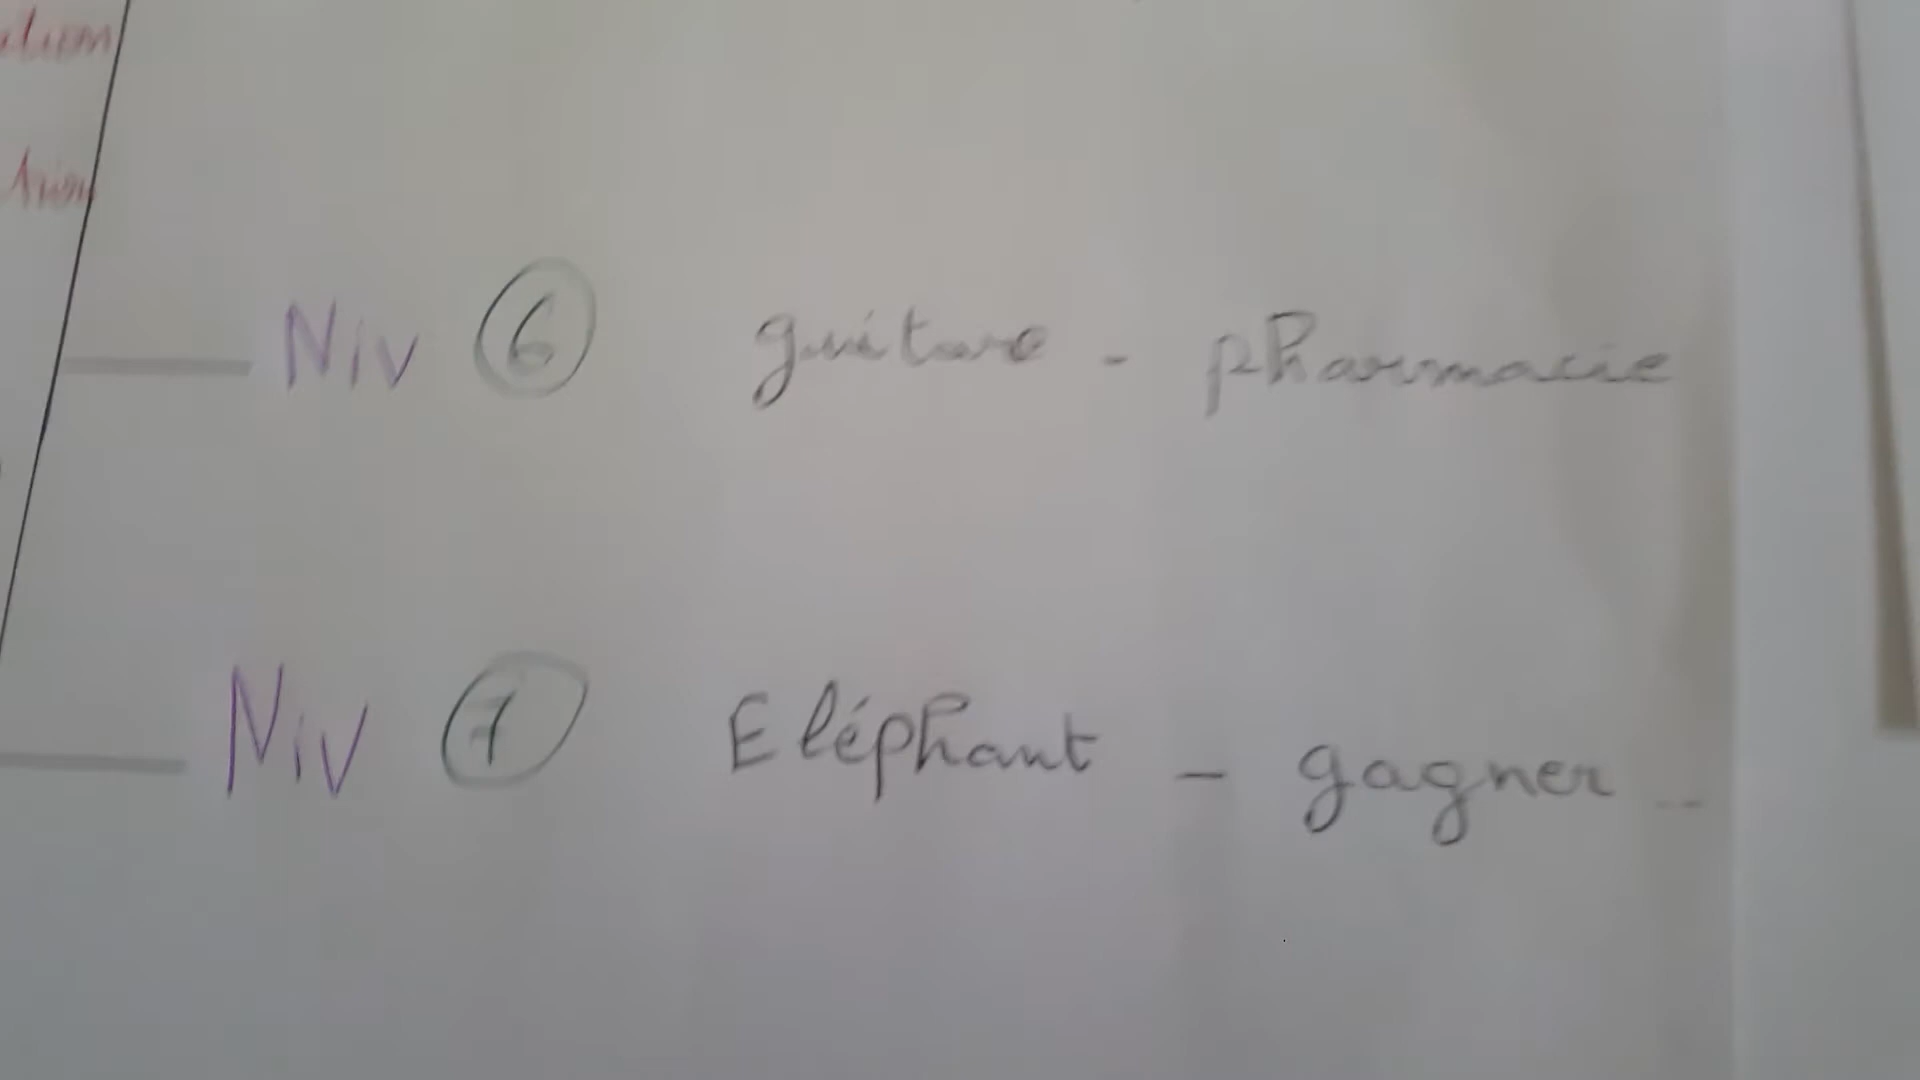 Niv 6 guitare - pharmacie
Niv 7 Eléphant - gagner ..